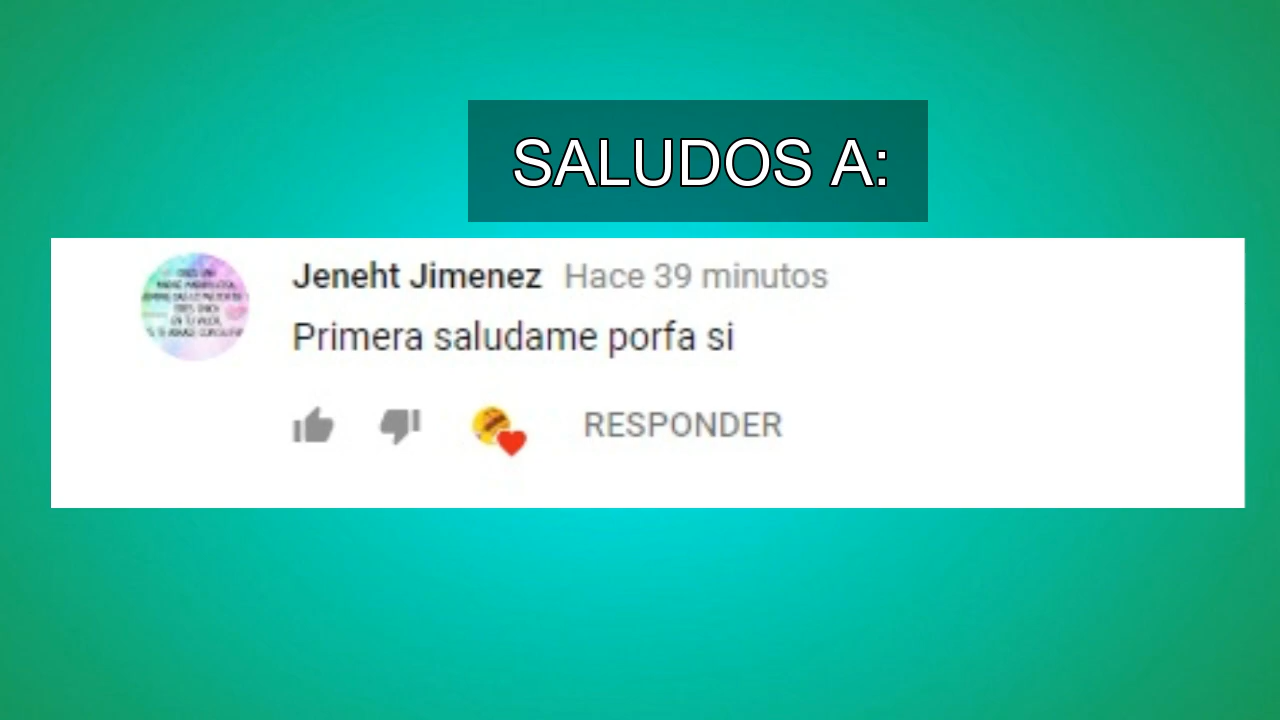 SALUDOS A:
Jeneht Jimenez Hace 39 minutos
Primera saludame porfa si
RESPONDER